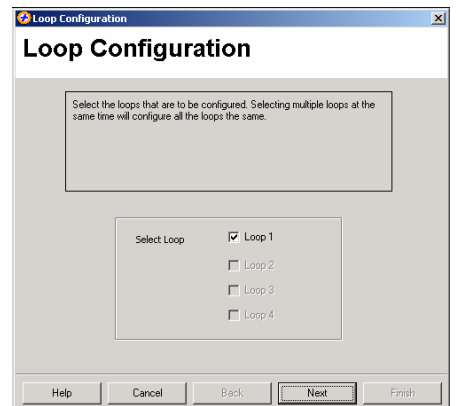 Loop Configuration
Loop Configuration
Select the loops that are to be configured. Selecting multiple loops at the
same time will configure all the loops the same.
Select Loop
Loop 1
Loop 2
Loop 3
Loop 4
Help Cancel Back Next Finish